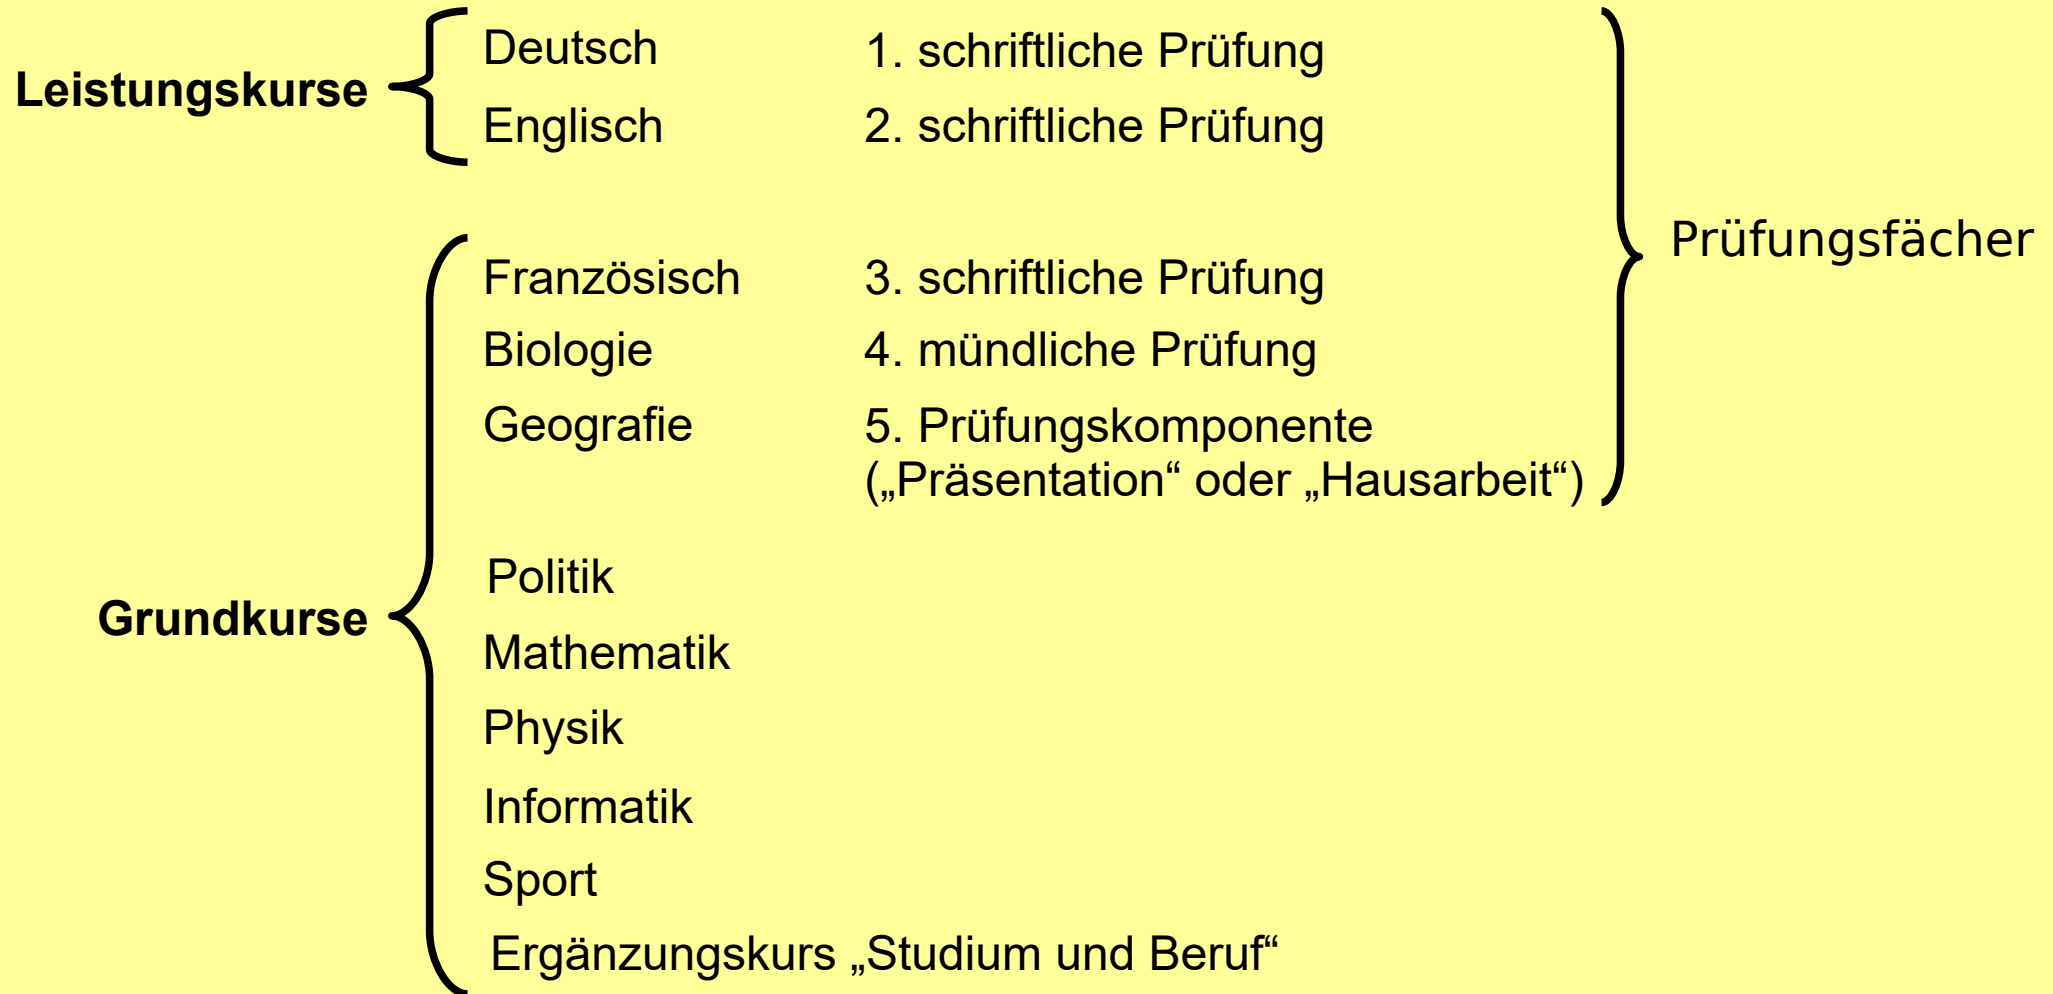 Leistungskurse
Deutsch 1. schriftliche Prüfung
Englisch 2. schriftliche Prüfung
Prüfungsfächer
Französisch 3. schriftliche Prüfung
Biologie 4. mündliche Prüfung
Geografie 5. Prüfungskomponente
(„Präsentation“ oder „Hausarbeit“)
Grundkurse
Politik
Mathematik
Physik
Informatik
Sport
Ergänzungskurs „Studium und Beruf“